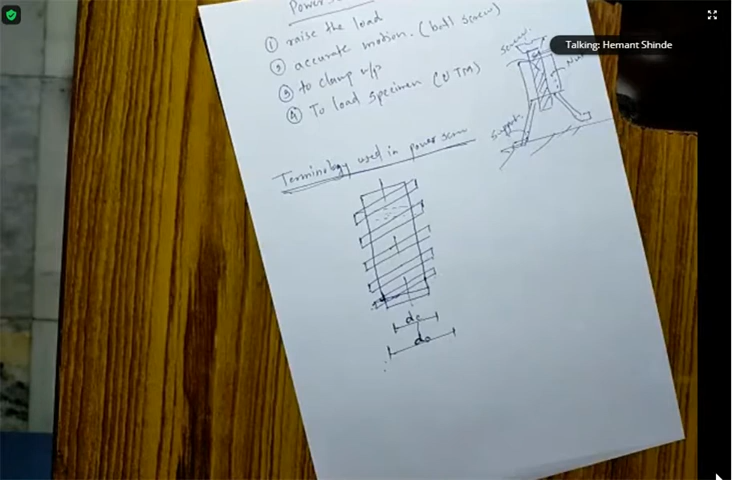 Power
① raise the load
② accurate motion. (ball screw)
③ to clamp w/p
④ To load specimen (UTM)
Screw
Nut
Support
Talking: Hemant Shinde
Terminology used in power screw
dc
do